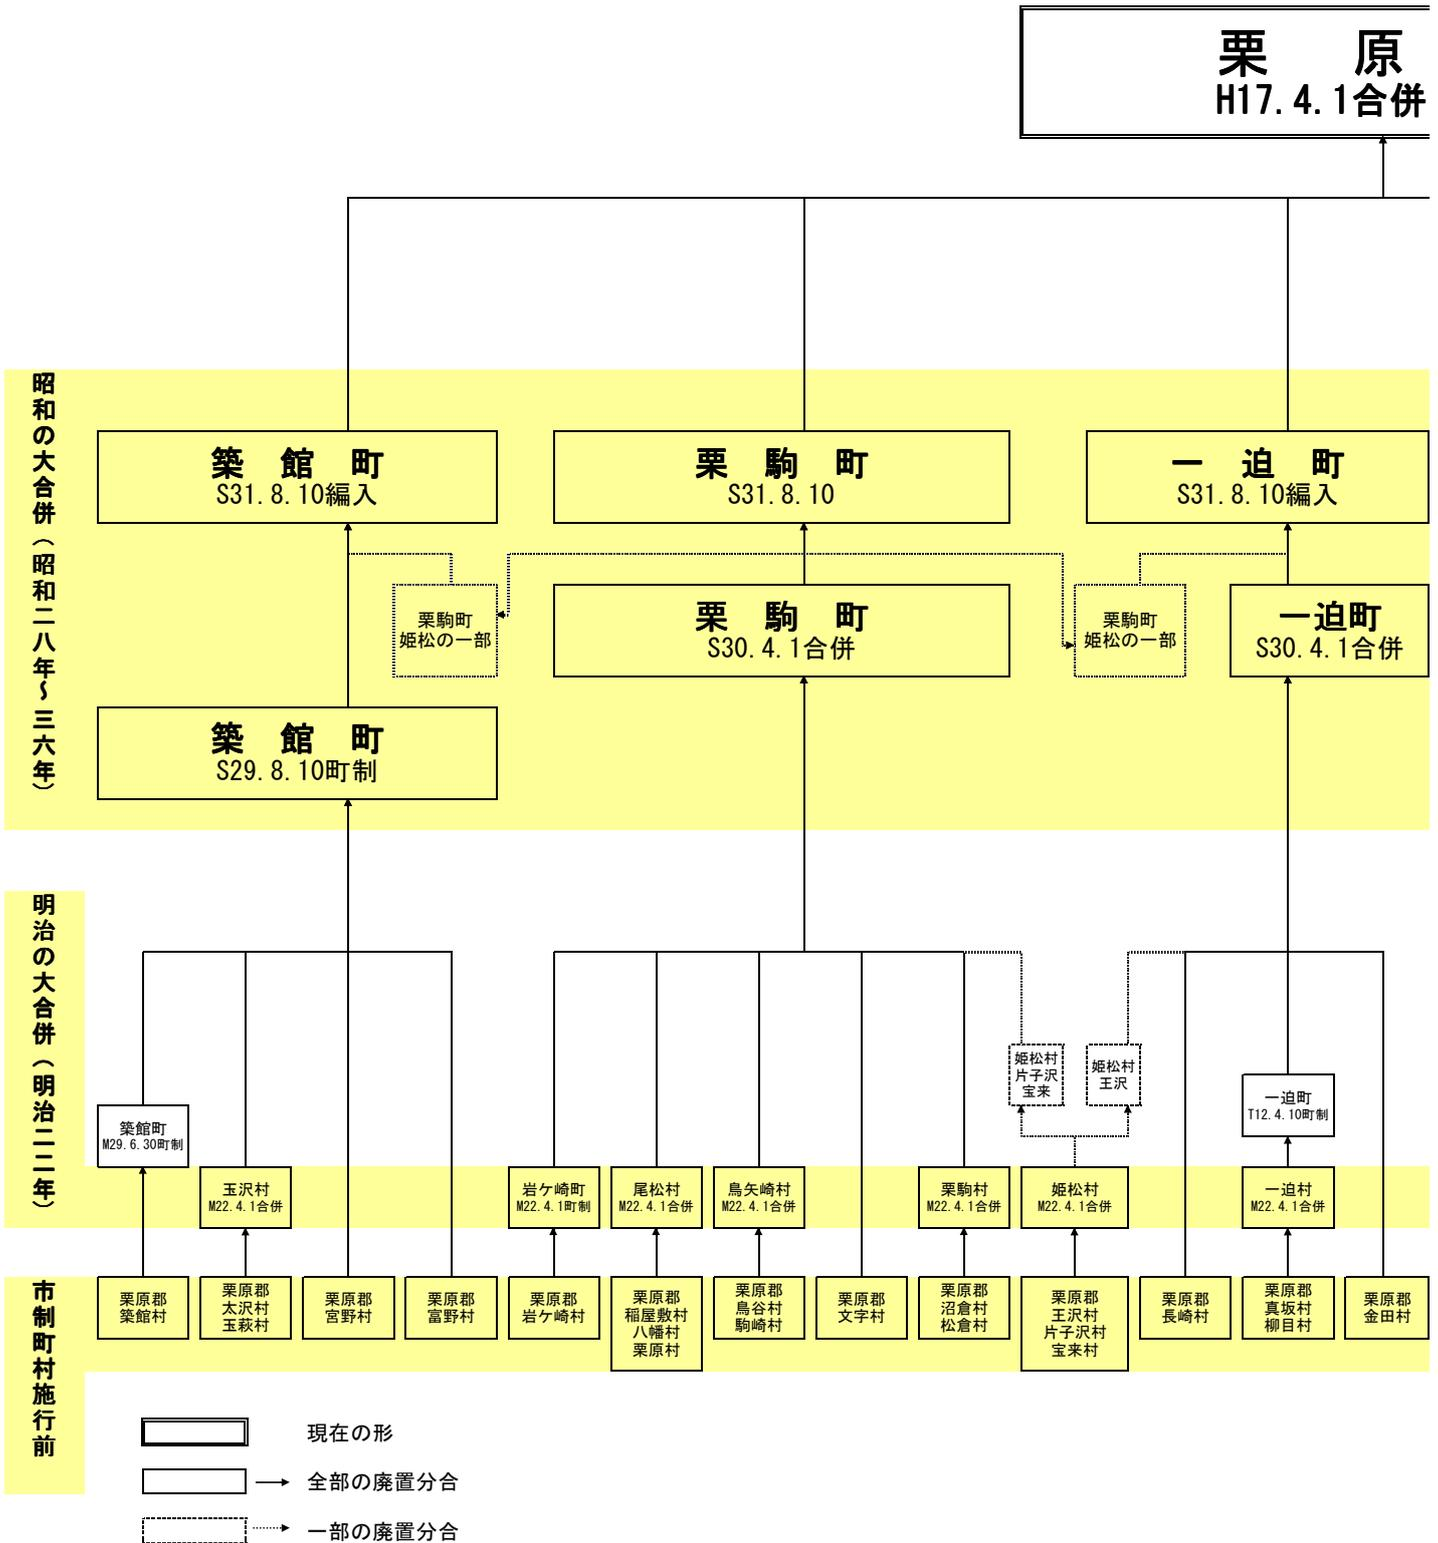 栗　原
H17.4.1合併
昭和の大合併（昭和二八年～三六年）
築　館　町
S31.8.10編入
栗　駒　町
S31.8.10
一　迫　町
S31.8.10編入
栗駒町
姫松の一部
栗　駒　町
S30.4.1合併
栗駒町
姫松の一部
一迫町
S30.4.1合併
築　館　町
S29.8.10町制
明治の大合併（明治二二年）
姫松村
片子沢
宝来
姫松村
王沢
一迫町
T12.4.10町制
築館町
M29.6.30町制
玉沢村
M22.4.1合併
岩ケ崎町
M22.4.1町制
尾松村
M22.4.1合併
鳥矢崎村
M22.4.1合併
栗駒村
M22.4.1合併
姫松村
M22.4.1合併
一迫村
M22.4.1合併
市制町村施行前
栗原郡
築館村
栗原郡
太沢村
玉萩村
栗原郡
宮野村
栗原郡
富野村
栗原郡
岩ケ崎村
栗原郡
稲屋敷村
八幡村
栗原村
栗原郡
鳥谷村
駒崎村
栗原郡
文字村
栗原郡
沼倉村
松倉村
栗原郡
王沢村
片子沢村
宝来村
栗原郡
長崎村
栗原郡
真坂村
柳目村
栗原郡
金田村
現在の形
全部の廃置分合
一部の廃置分合